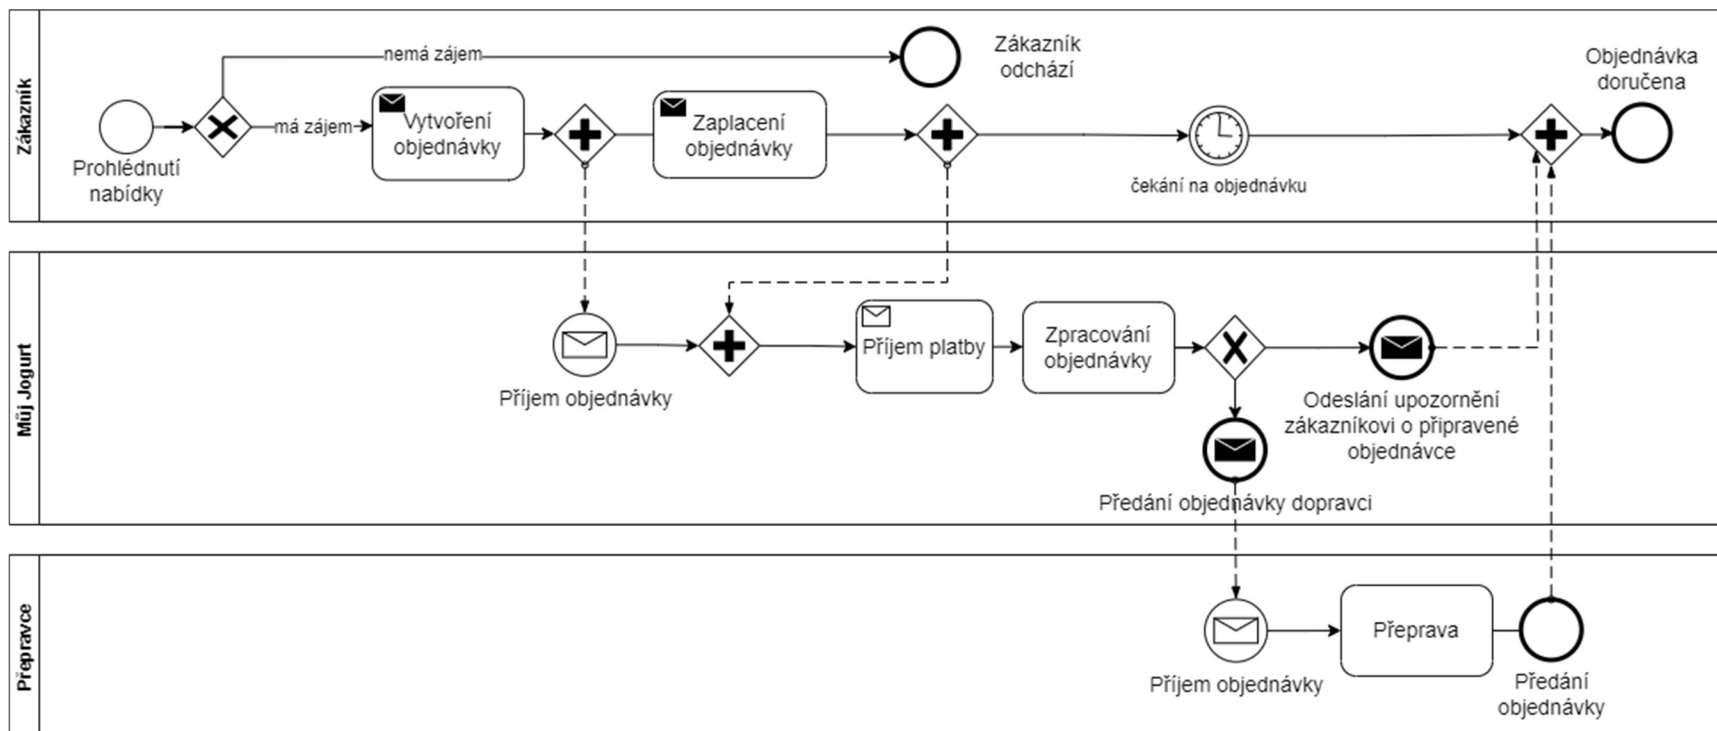 Zákazník
nemá zájem
Zákazník
odchází
Objednávka
doručena
Prohlédnutí
nabídky
má zájem
Vytvoření
objednávky
Zaplacení
objednávky
čekání na objednávku
Můj Jogurt
Příjem objednávky
Příjem platby
Zpracování
objednávky
Odeslání upozornění
zákazníkovi o připravené
objednávce
Předání objednávky dopravci
Přepravce
Příjem objednávky
Přeprava
Předání
objednávky